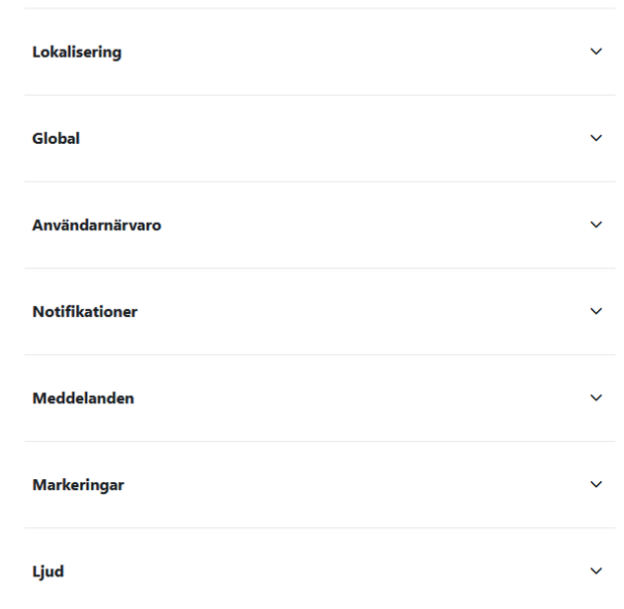 Lokalisering
Global
Användarnärvaro
Notifikationer
Meddelanden
Markeringar
Ljud